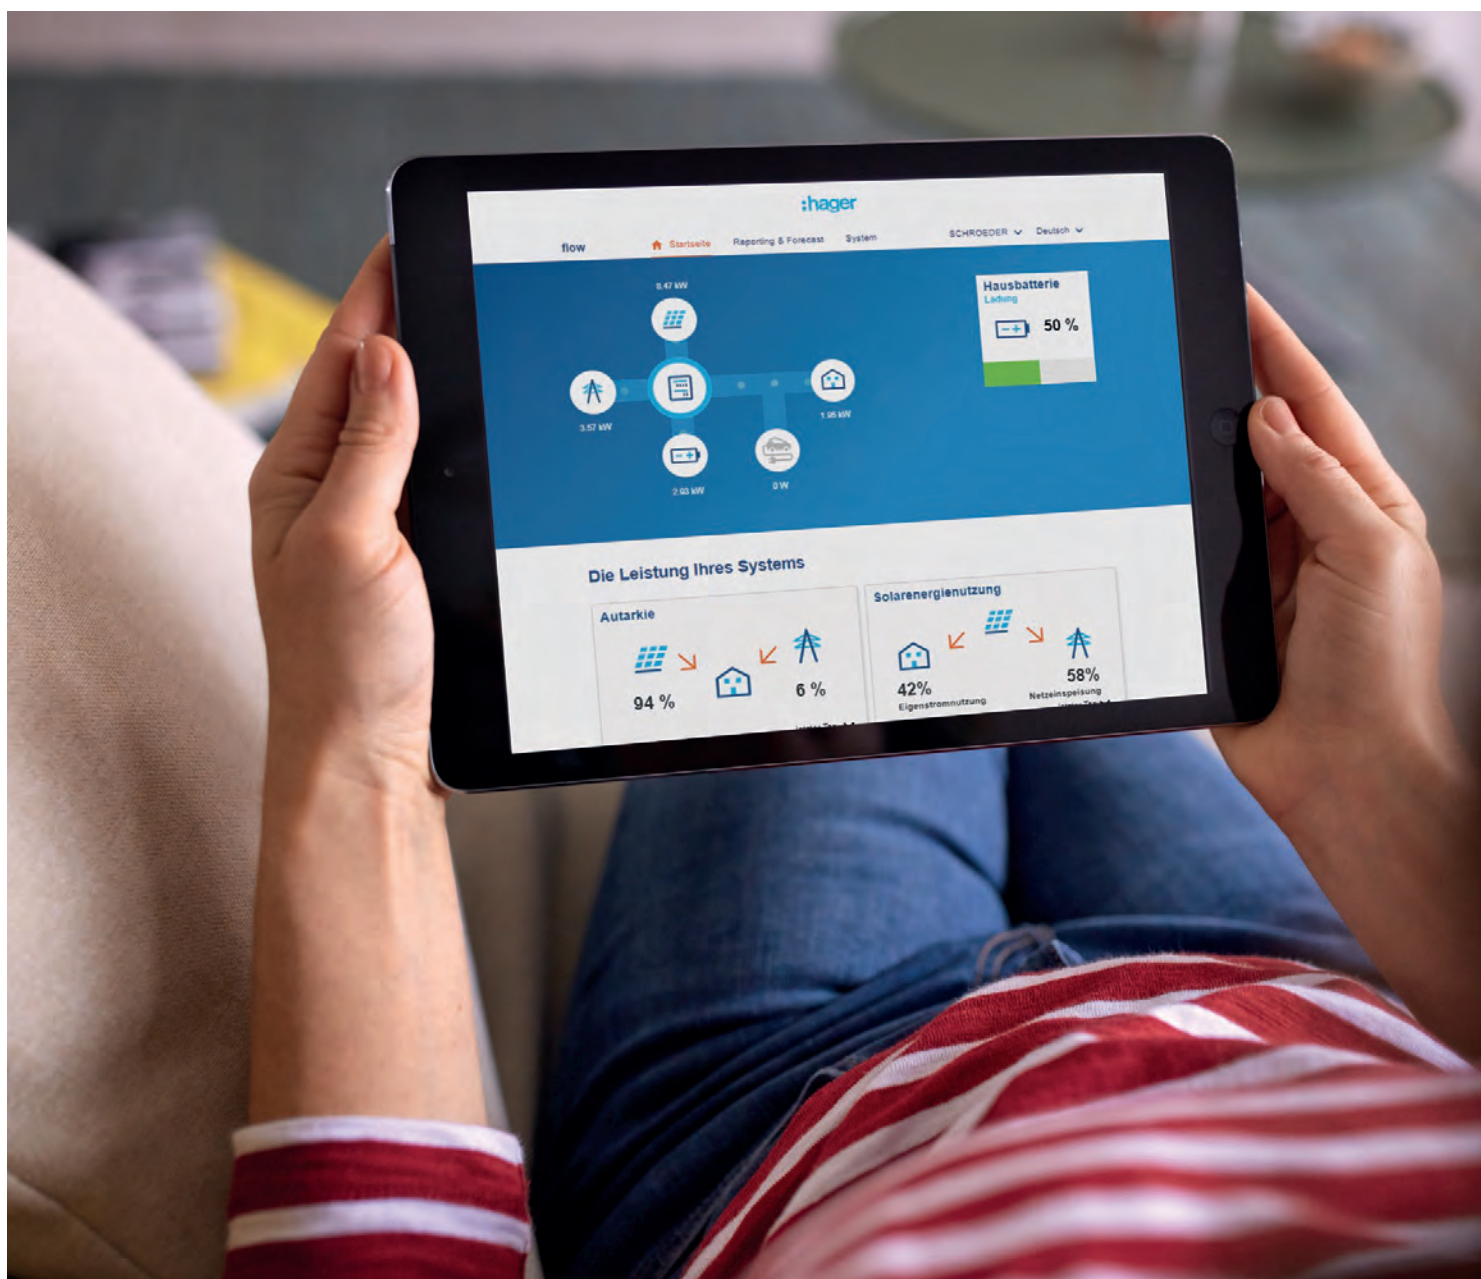 :hager
flow Startseite Reporting & Forecast System SCHROEDER Deutsch
8.47 kW
Hausbatterie
Ladung
50 %
3.57 kW
1.95 kW
2.93 kW
0 W
Die Leistung Ihres Systems
Autarkie
94 %
6 %
Solarenergienutzung
42%
Eigenstromnutzung
58%
Netzeinspeisung